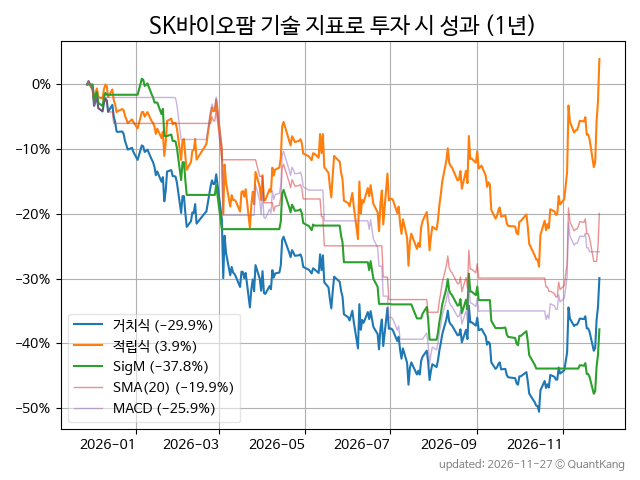 SK바이오팜 기술 지표로 투자 시 성과 (1년)
0%
−10%
−20%
−30%
−40%
−50%
거치식 (−29.9%)
적립식 (3.9%)
SigM (−37.8%)
SMA(20) (−19.9%)
MACD (−25.9%)
2026-01 2026-03 2026-05 2026-07 2026-09 2026-11
updated: 2026-11-27 © QuantKang